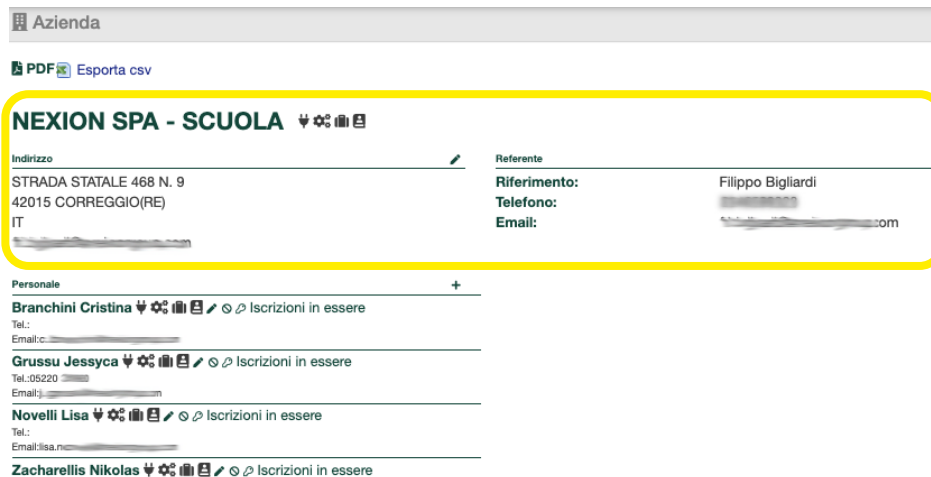 Azienda
PDF Esporta csv
NEXION SPA - SCUOLA
Indirizzo
STRADA STATALE 468 N. 9
42015 CORREGGIO(RE)
IT
Referente
Riferimento: Filippo Bigliardi
Telefono:
Email: com
Personale +
Branchini Cristina Iscrizioni in essere
Tel.:
Email:c.
Grussu Jessyca Iscrizioni in essere
Tel.:05220
Email:j.
Novelli Lisa Iscrizioni in essere
Tel.:
Email:lisa.n
Zacharellis Nikolas Iscrizioni in essere